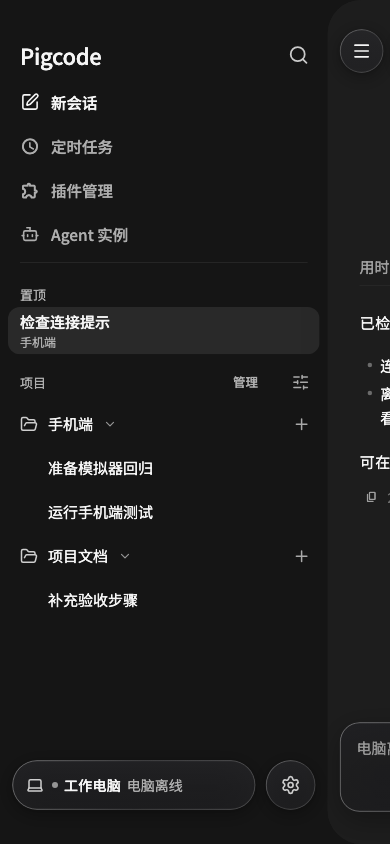 Pigcode
新会话
定时任务
插件管理
Agent 实例
置顶
检查连接提示
手机端
项目 管理
手机端
准备模拟器回归
运行手机端测试
项目文档
补充验收步骤
工作电脑 电脑离线
用时
已检
连
看
可在
电脑